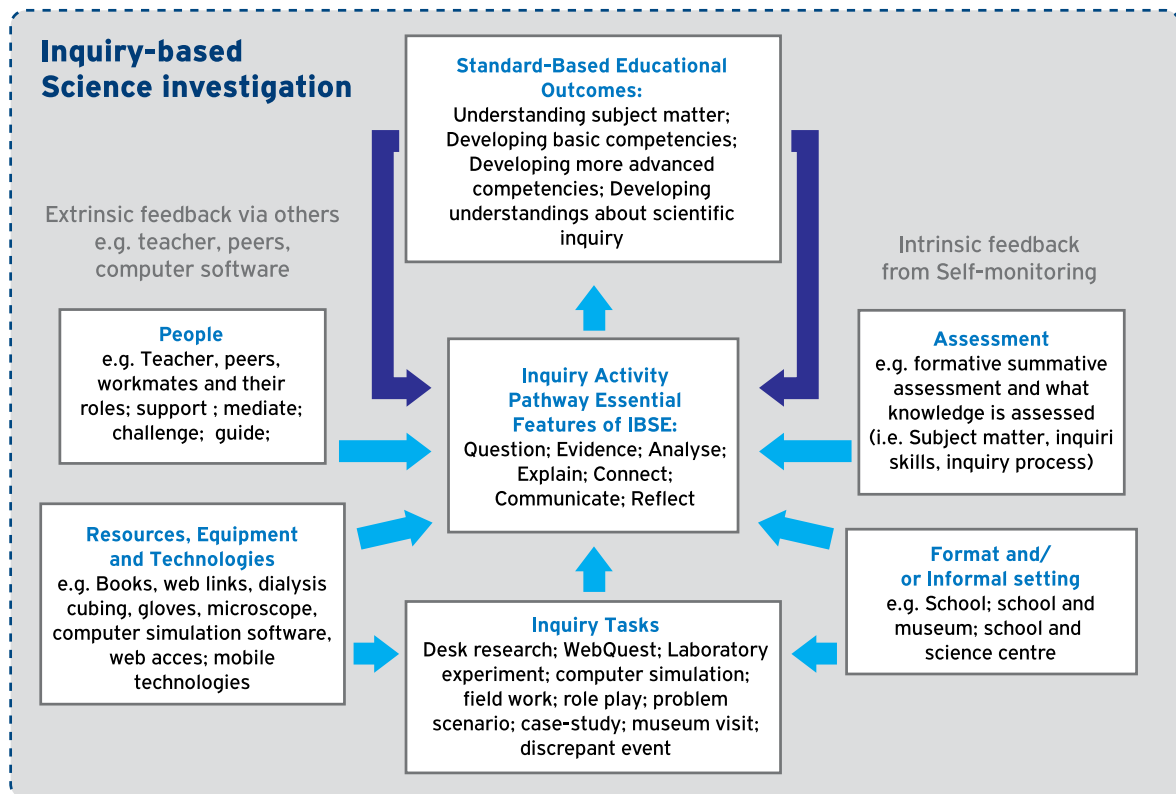 Inquiry-based
Science investigation
Standard-Based Educational
Outcomes:
Understanding subject matter;
Developing basic competencies;
Developing more advanced
competencies; Developing
understandings about scientific
inquiry
Extrinsic feedback via others
e.g. teacher, peers,
computer software
Intrinsic feedback
from Self-monitoring
People
e.g. Teacher, peers,
workmates and their
roles; support ; mediate;
challenge; guide;
Inquiry Activity
Pathway Essential
Features of IBSE:
Question; Evidence; Analyse;
Explain; Connect;
Communicate; Reflect
Assessment
e.g. formative summative
assessment and what
knowledge is assessed
(i.e. Subject matter, inquiri
skills, inquiry process)
Resources, Equipment
and Technologies
e.g. Books, web links, dialysis
cubing, gloves, microscope,
computer simulation software,
web acces; mobile
technologies
Inquiry Tasks
Desk research; WebQuest; Laboratory
experiment; computer simulation;
field work; role play; problem
scenario; case-study; museum visit;
discrepant event
Format and/
or Informal setting
e.g. School; school and
museum; school and
science centre